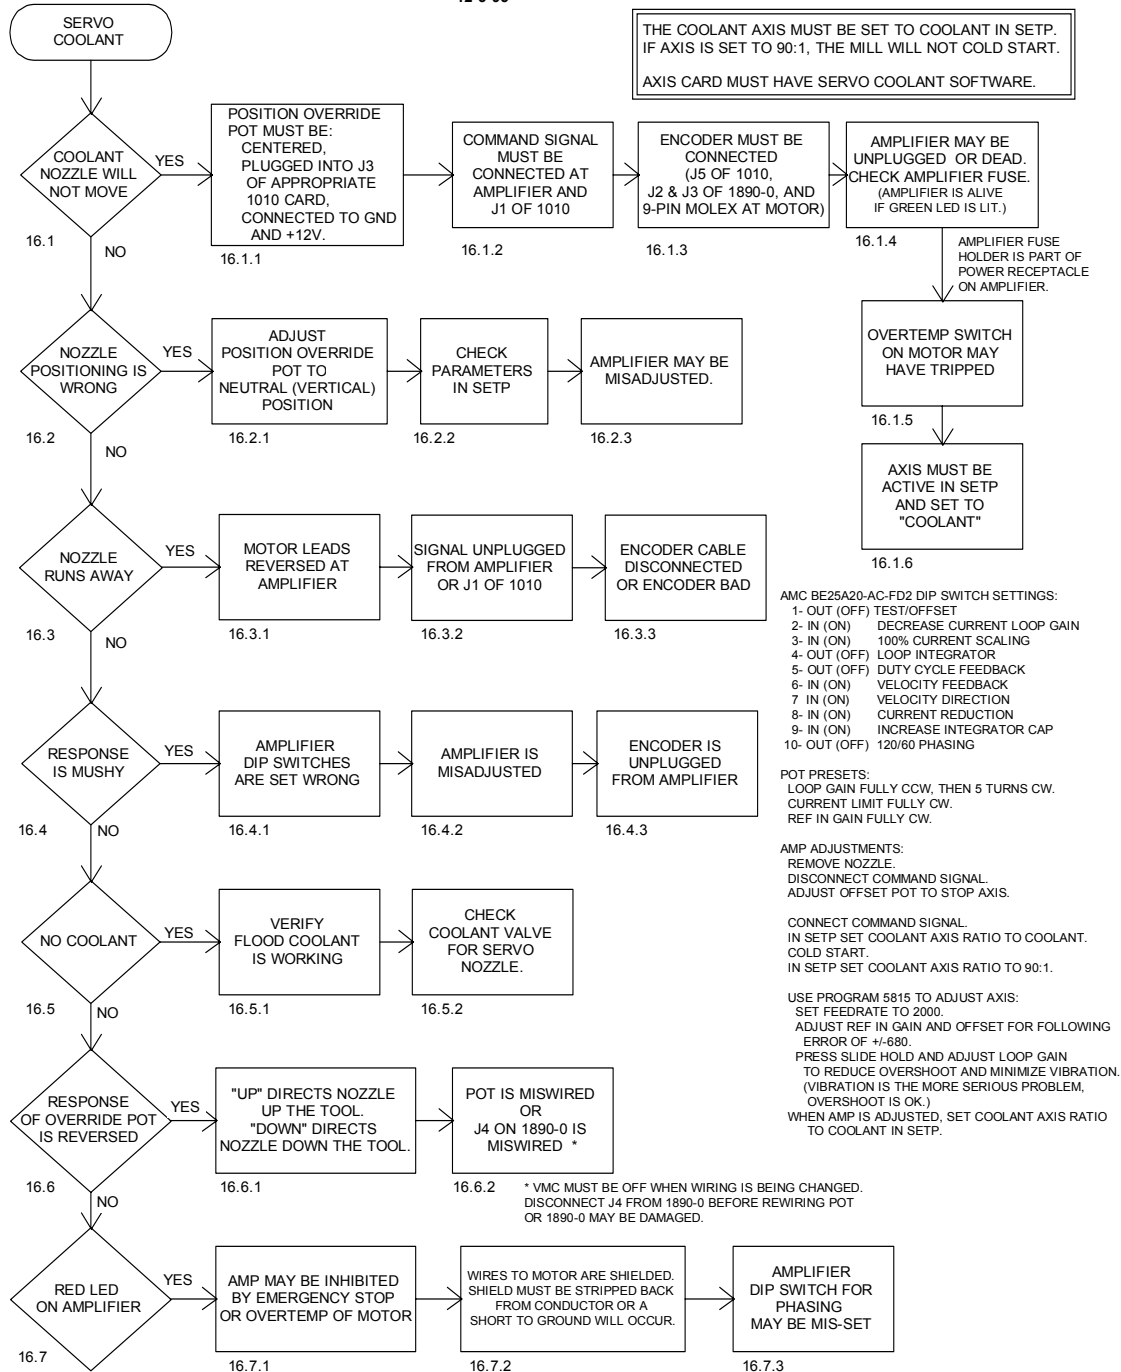 SERVO
COOLANT
THE COOLANT AXIS MUST BE SET TO COOLANT IN SETP.
IF AXIS IS SET TO 90:1, THE MILL WILL NOT COLD START.
AXIS CARD MUST HAVE SERVO COOLANT SOFTWARE.
COOLANT
NOZZLE WILL
NOT MOVE
YES
16.1
NO
POSITION OVERRIDE
POT MUST BE:
CENTERED,
PLUGGED INTO J3
OF APPROPRIATE
1010 CARD,
CONNECTED TO GND
AND +12V.
16.1.1
COMMAND SIGNAL
MUST BE
CONNECTED AT
AMPLIFIER AND
J1 OF 1010
16.1.2
ENCODER MUST BE
CONNECTED
(J5 OF 1010,
J2 & J3 OF 1890-0, AND
9-PIN MOLEX AT MOTOR)
16.1.3
AMPLIFIER MAY BE
UNPLUGGED OR DEAD.
CHECK AMPLIFIER FUSE.
(AMPLIFIER IS ALIVE
IF GREEN LED IS LIT.)
16.1.4
AMPLIFIER FUSE
HOLDER IS PART OF
POWER RECEPTACLE
ON AMPLIFIER.
OVERTEMP SWITCH
ON MOTOR MAY
HAVE TRIPPED
16.1.5
AXIS MUST BE
ACTIVE IN SETP
AND SET TO
"COOLANT"
16.1.6
NOZZLE
POSITIONING IS
WRONG
YES
16.2
NO
ADJUST
POSITION OVERRIDE
POT TO
NEUTRAL (VERTICAL)
POSITION
16.2.1
CHECK
PARAMETERS
IN SETP
16.2.2
AMPLIFIER MAY BE
MISADJUSTED.
16.2.3
NOZZLE
RUNS AWAY
YES
16.3
NO
MOTOR LEADS
REVERSED AT
AMPLIFIER
16.3.1
SIGNAL UNPLUGGED
FROM AMPLIFIER
OR J1 OF 1010
16.3.2
ENCODER CABLE
DISCONNECTED
OR ENCODER BAD
16.3.3
RESPONSE
IS MUSHY
YES
16.4
NO
AMPLIFIER
DIP SWITCHES
ARE SET WRONG
16.4.1
AMPLIFIER IS
MISADJUSTED
16.4.2
ENCODER IS
UNPLUGGED
FROM AMPLIFIER
16.4.3
NO COOLANT
YES
16.5
NO
VERIFY
FLOOD COOLANT
IS WORKING
16.5.1
CHECK
COOLANT VALVE
FOR SERVO
NOZZLE.
16.5.2
RESPONSE
OF OVERRIDE POT
IS REVERSED
YES
16.6
NO
"UP" DIRECTS NOZZLE
UP THE TOOL.
"DOWN" DIRECTS
NOZZLE DOWN THE TOOL.
16.6.1
POT IS MISWIRED
OR
J4 ON 1890-0 IS
MISWIRED *
16.6.2
* VMC MUST BE OFF WHEN WIRING IS BEING CHANGED.
DISCONNECT J4 FROM 1890-0 BEFORE REWIRING POT
OR 1890-0 MAY BE DAMAGED.
RED LED
ON AMPLIFIER
YES
16.7
AMP MAY BE INHIBITED
BY EMERGENCY STOP
OR OVERTEMP OF MOTOR
16.7.1
WIRES TO MOTOR ARE SHIELDED.
SHIELD MUST BE STRIPPED BACK
FROM CONDUCTOR OR A
SHORT TO GROUND WILL OCCUR.
16.7.2
AMPLIFIER
DIP SWITCH FOR
PHASING
MAY BE MIS-SET
16.7.3
AMC BE25A20-AC-FD2 DIP SWITCH SETTINGS:
1- OUT (OFF) TEST/OFFSET
2- IN (ON) DECREASE CURRENT LOOP GAIN
3- IN (ON) 100% CURRENT SCALING
4- OUT (OFF) LOOP INTEGRATOR
5- OUT (OFF) DUTY CYCLE FEEDBACK
6- IN (ON) VELOCITY FEEDBACK
7 IN (ON) VELOCITY DIRECTION
8- IN (ON) CURRENT REDUCTION
9- IN (ON) INCREASE INTEGRATOR CAP
10- OUT (OFF) 120/60 PHASING
POT PRESETS:
LOOP GAIN FULLY CCW, THEN 5 TURNS CW.
CURRENT LIMIT FULLY CW.
REF IN GAIN FULLY CW.
AMP ADJUSTMENTS:
REMOVE NOZZLE.
DISCONNECT COMMAND SIGNAL.
ADJUST OFFSET POT TO STOP AXIS.
CONNECT COMMAND SIGNAL.
IN SETP SET COOLANT AXIS RATIO TO COOLANT.
COLD START.
IN SETP SET COOLANT AXIS RATIO TO 90:1.
USE PROGRAM 5815 TO ADJUST AXIS:
SET FEEDRATE TO 2000.
ADJUST REF IN GAIN AND OFFSET FOR FOLLOWING
ERROR OF +/-680.
PRESS SLIDE HOLD AND ADJUST LOOP GAIN
TO REDUCE OVERSHOOT AND MINIMIZE VIBRATION.
(VIBRATION IS THE MORE SERIOUS PROBLEM,
OVERSHOOT IS OK.)
WHEN AMP IS ADJUSTED, SET COOLANT AXIS RATIO
TO COOLANT IN SETP.